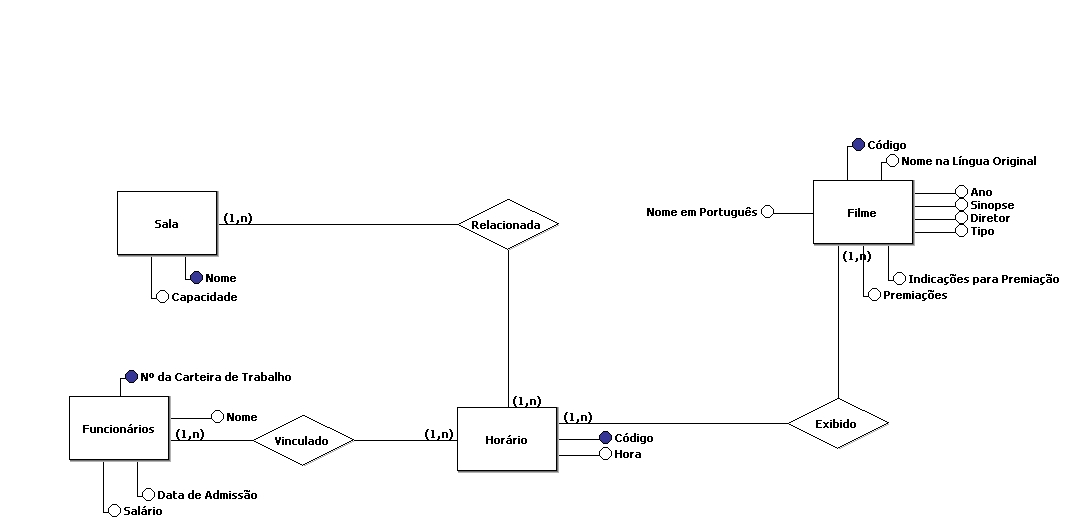 Código
Nome na Língua Original
Ano
Sinopse
Diretor
Tipo
Nome em Português
Filme
(1,n)
Indicações para Premiação
Premiações
Sala
(1,n)
Relacionada
Nome
Capacidade
(1,n)
Nº da Carteira de Trabalho
Nome
Funcionários
(1,n)
Vinculado
(1,n)
Horário
(1,n)
Exibido
Código
Hora
Data de Admissão
Salário